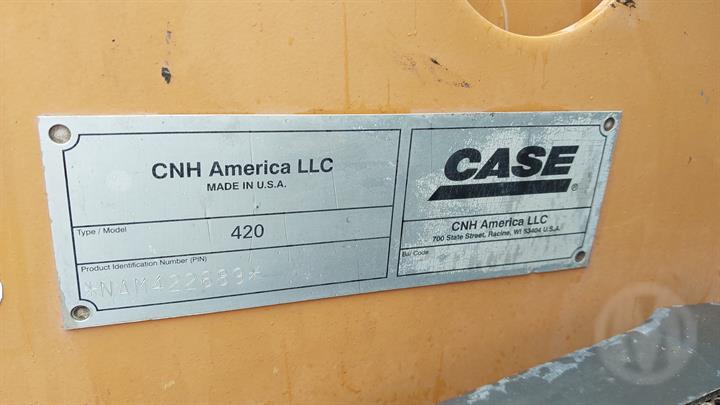 CNH America LLC
MADE IN U.S.A.
Type / Model
420
Product Identification Number (PIN)
*NAM422899*
CASE
®
CNH America LLC
700 State Street, Racine, WI 53404 U.S.A.
Bar Code